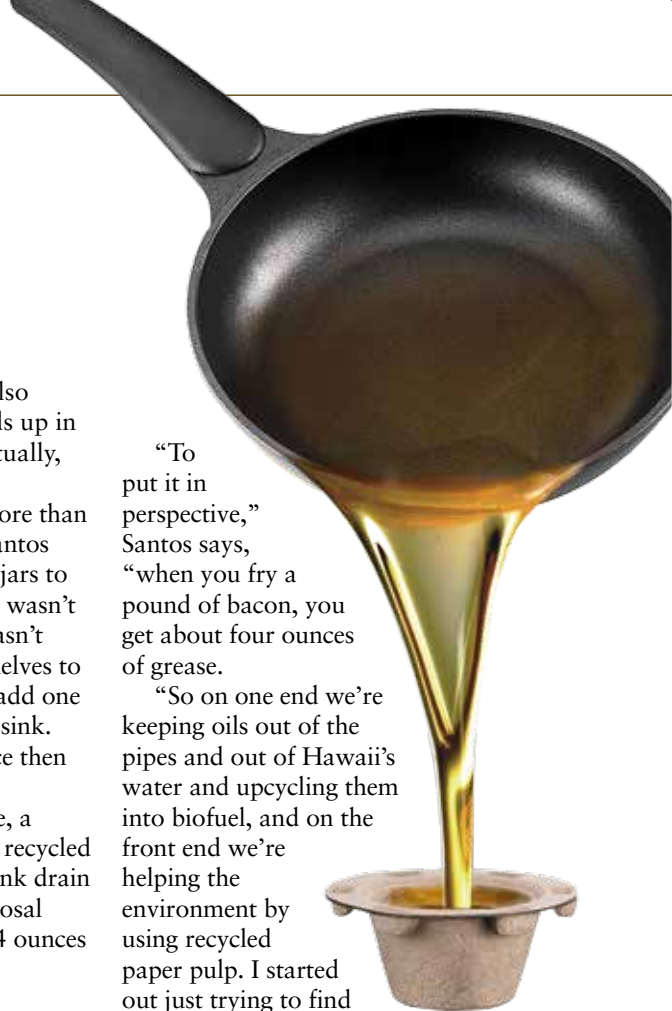 lso
ls up in
tually,
ore than
antos
jars to
wasn’t
asn’t
elves to
add one
sink.
ce then
e, a
recycled
nk drain
osal
4 ounces
“To
put it in
perspective,”
Santos says,
“when you fry a
pound of bacon, you
get about four ounces
of grease.
“So on one end we’re
keeping oils out of the
pipes and out of Hawaii’s
water and upcycling them
into biofuel, and on the
front end we’re
helping the
environment by
using recycled
paper pulp. I started
out just trying to find